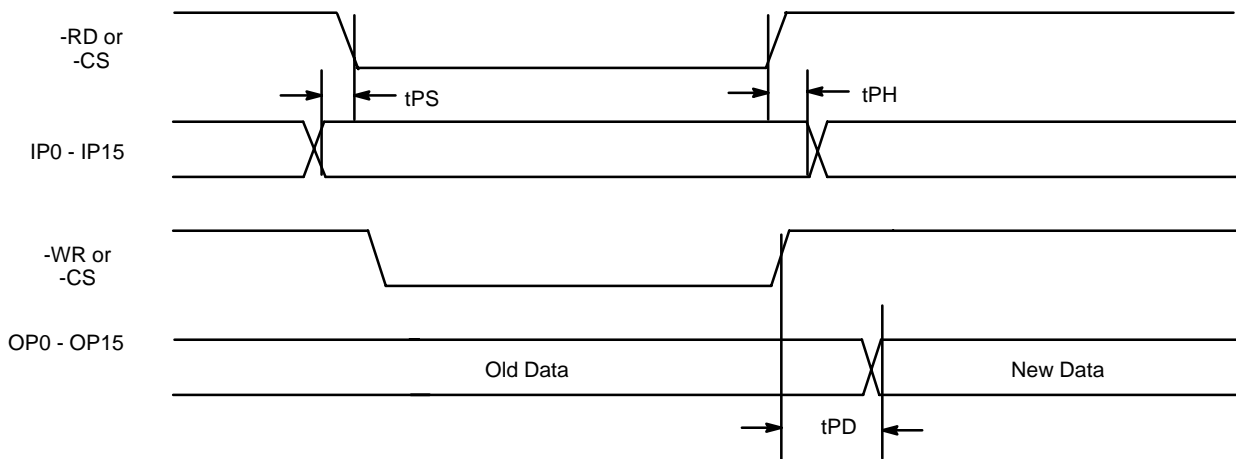 -RD or
-CS
tPS
tPH
IP0 - IP15
-WR or
-CS
OP0 - OP15
Old Data
New Data
tPD